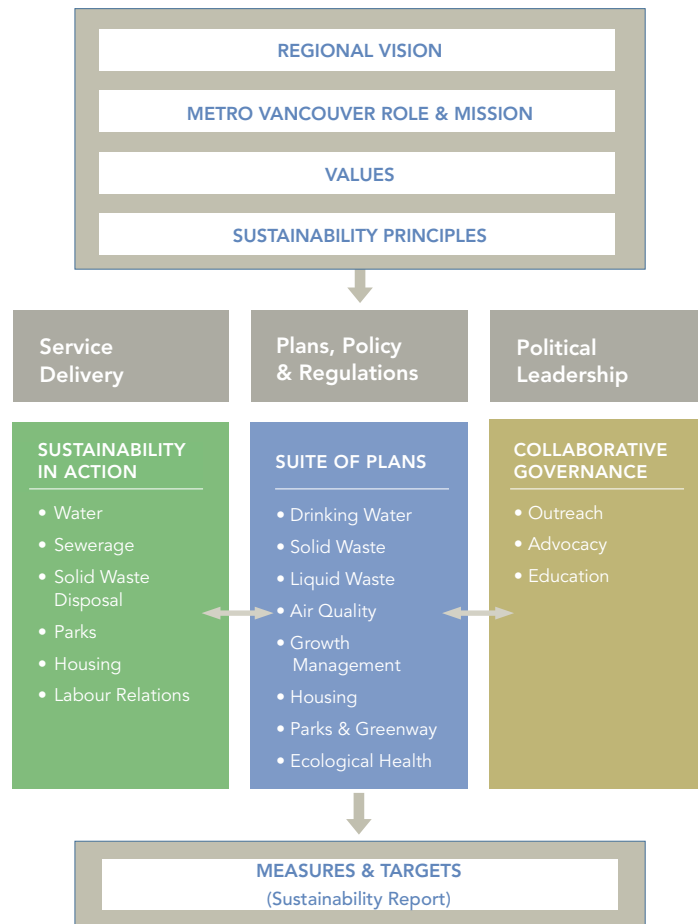 REGIONAL VISION
METRO VANCOUVER ROLE & MISSION
VALUES
SUSTAINABILITY PRINCIPLES
Service
Delivery
Plans, Policy
& Regulations
Political
Leadership
SUSTAINABILITY
IN ACTION
• Water
• Sewerage
• Solid Waste
Disposal
• Parks
• Housing
• Labour Relations
SUITE OF PLANS
• Drinking Water
• Solid Waste
• Liquid Waste
• Air Quality
• Growth
Management
• Housing
• Parks & Greenway
• Ecological Health
COLLABORATIVE
GOVERNANCE
• Outreach
• Advocacy
• Education
MEASURES & TARGETS
(Sustainability Report)